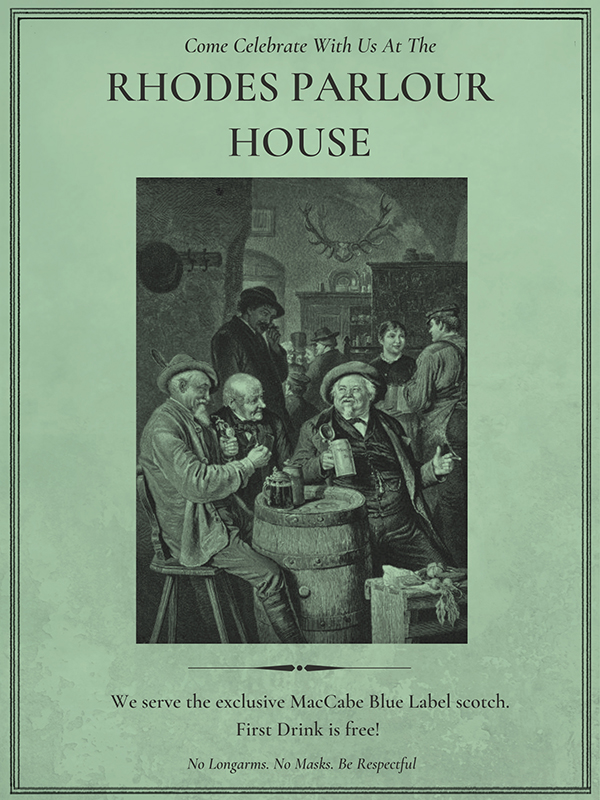 Come Celebrate With Us At The
RHODES PARLOUR
HOUSE
We serve the exclusive MacCabe Blue Label scotch.
First Drink is free!
No Longarms. No Masks. Be Respectful